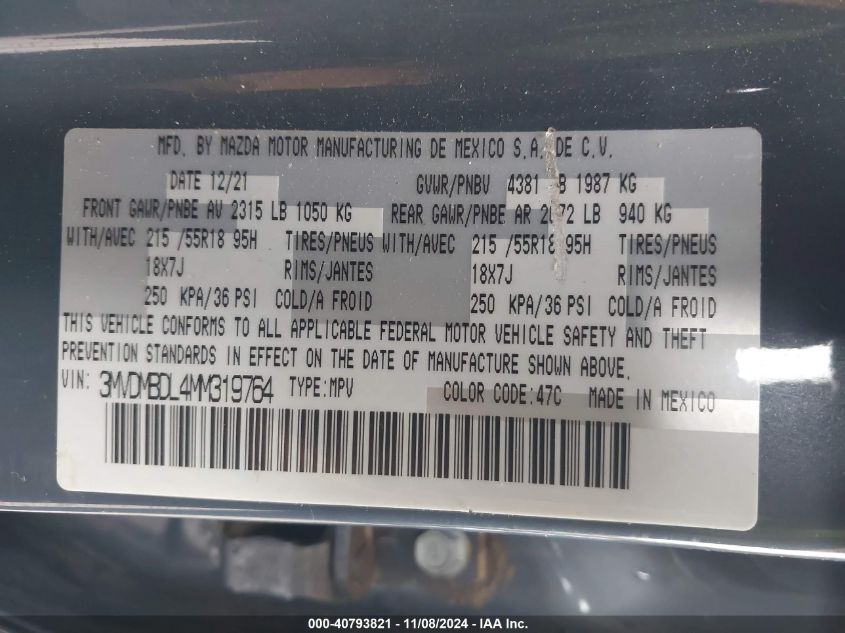 MFD. BY MAZDA MOTOR MANUFACTURING DE MEXICO S.A. DE C.V.
DATE 12/21 GVWR/PNBV 4381 1987 KG
FRONT GAWR/PNBE AV 2315 LB 1050 KG REAR GAWR/PNBE AR LB 940 KG
WITH/AVEC 215 /55R18 95H TIRES/PNEUS WITH/AVEC 215 /55R18 95H TIRES/PNEUS
18X7J RIMS/JANTES 18X7J RIMS/JANTES
250 KPA/36 PSI COLD/A FROID 250 KPA/36 PSI COLD/A FROID
THIS VEHICLE CONFORMS TO ALL APPLICABLE FEDERAL MOTOR VEHICLE SAFETY AND THEFT
PREVENTION STANDARDS IN EFFECT ON THE DATE OF MANUFACTURE SHOWN ABOVE.
VIN: 3MVDMBDL4MM319764 TYPE:MPV COLOR CODE:47C MADE IN MEXICO
000-40793821 - 11/08/2024 - IAAI.com